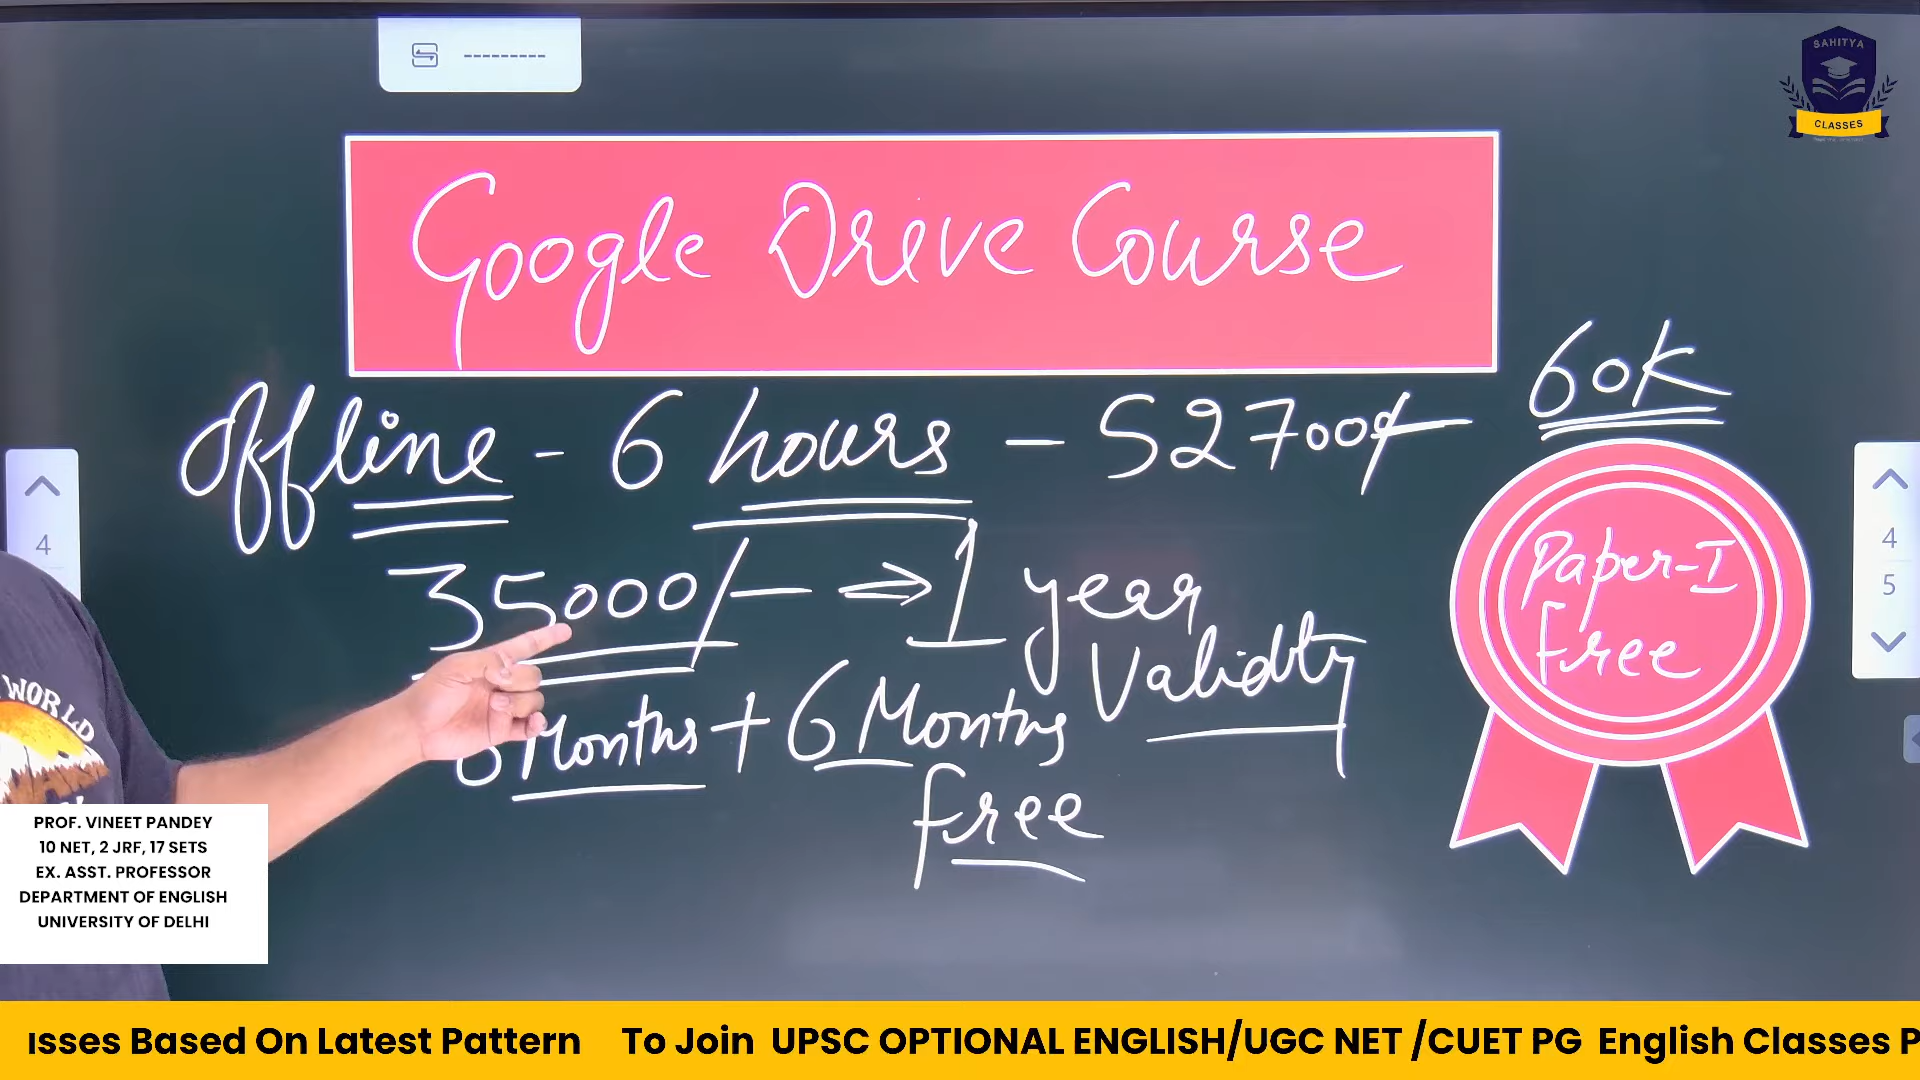 ---------
SAHITYA
CLASSES
Google Drive Course
60K
Offline - 6 hours - 52700/-
35000/- ⇒ 1 year
Validity
Months + 6 Months
free
Paper-I
free
4
4
5
WORLD
PROF. VINEET PANDEY
10 NET, 2 JRF, 17 SETS
EX. ASST. PROFESSOR
DEPARTMENT OF ENGLISH
UNIVERSITY OF DELHI
sses Based On Latest Pattern To Join UPSC OPTIONAL ENGLISH/UGC NET /CUET PG English Classes P